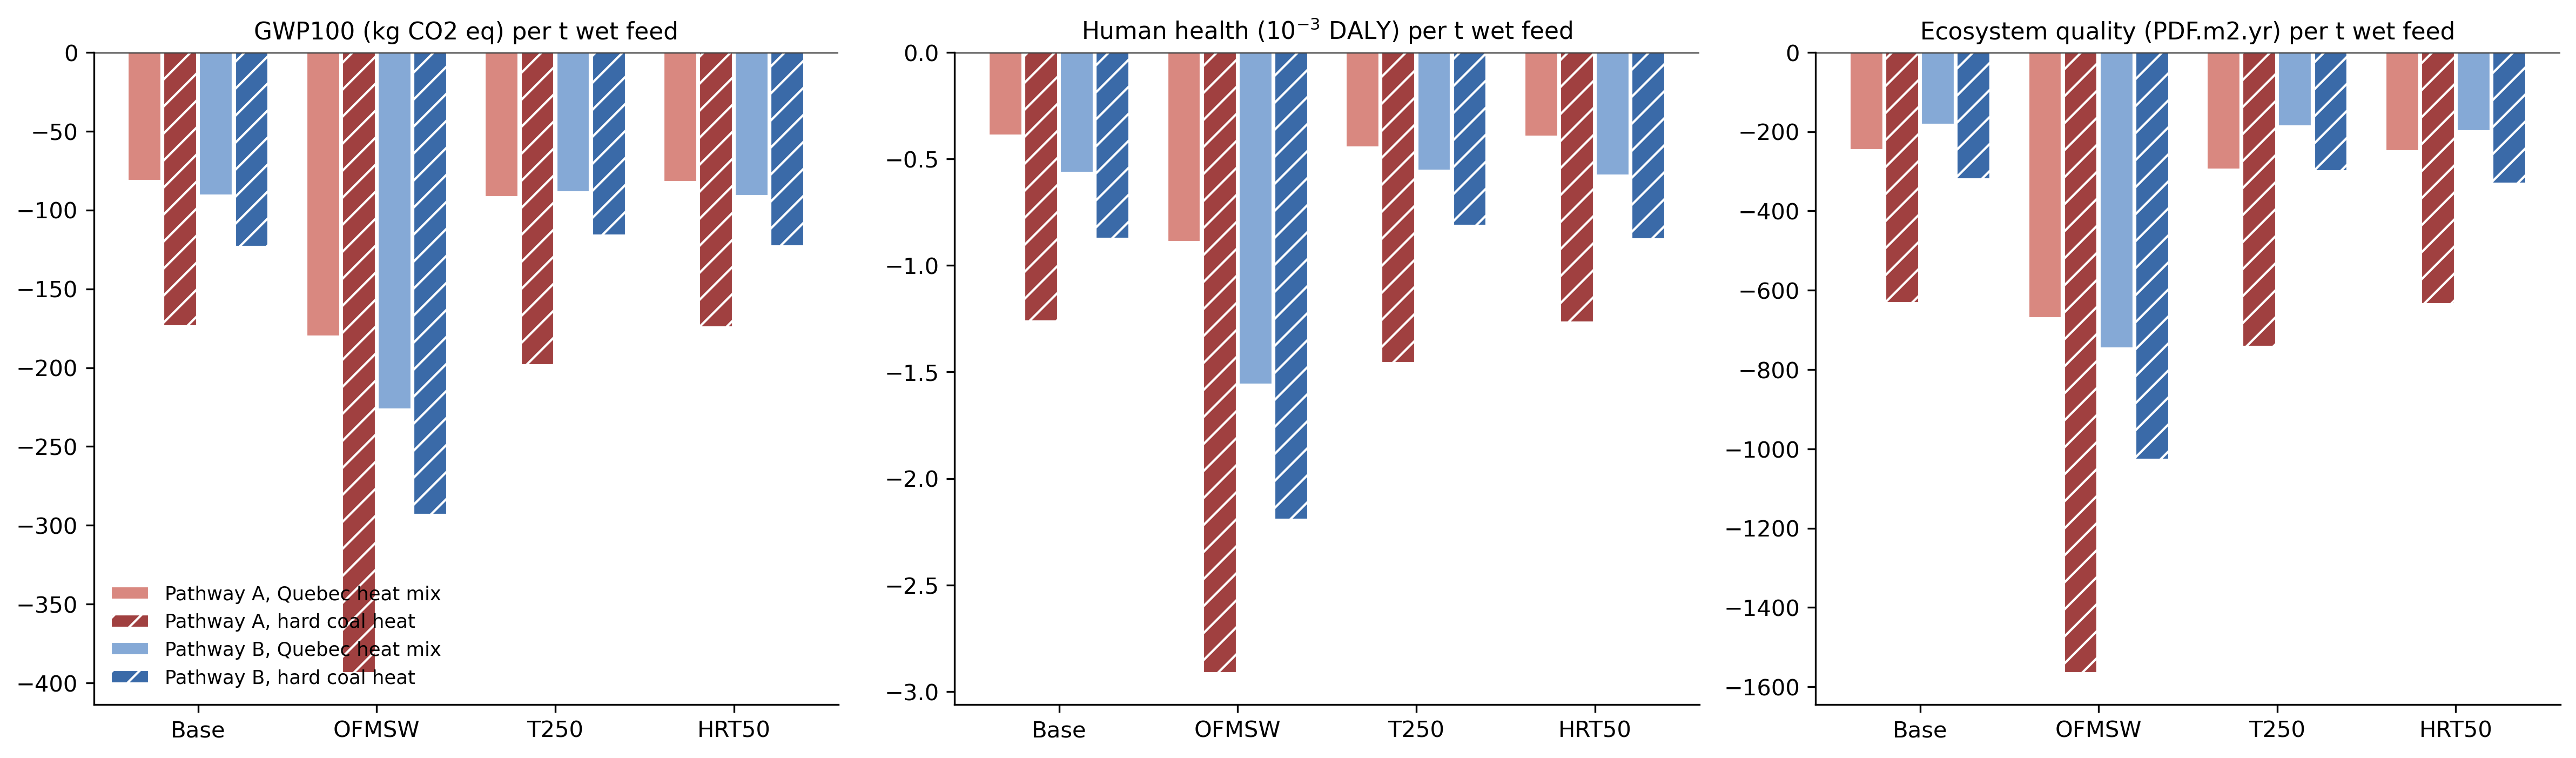 GWP100 (kg CO2 eq) per t wet feed
0
−50
−100
−150
−200
−250
−300
−350
−400
Pathway A, Quebec heat mix
Pathway A, hard coal heat
Pathway B, Quebec heat mix
Pathway B, hard coal heat
Base OFMSW T250 HRT50
Human health (10⁻³ DALY) per t wet feed
0.0
−0.5
−1.0
−1.5
−2.0
−2.5
−3.0
Base OFMSW T250 HRT50
Ecosystem quality (PDF.m2.yr) per t wet feed
0
−200
−400
−600
−800
−1000
−1200
−1400
−1600
Base OFMSW T250 HRT50